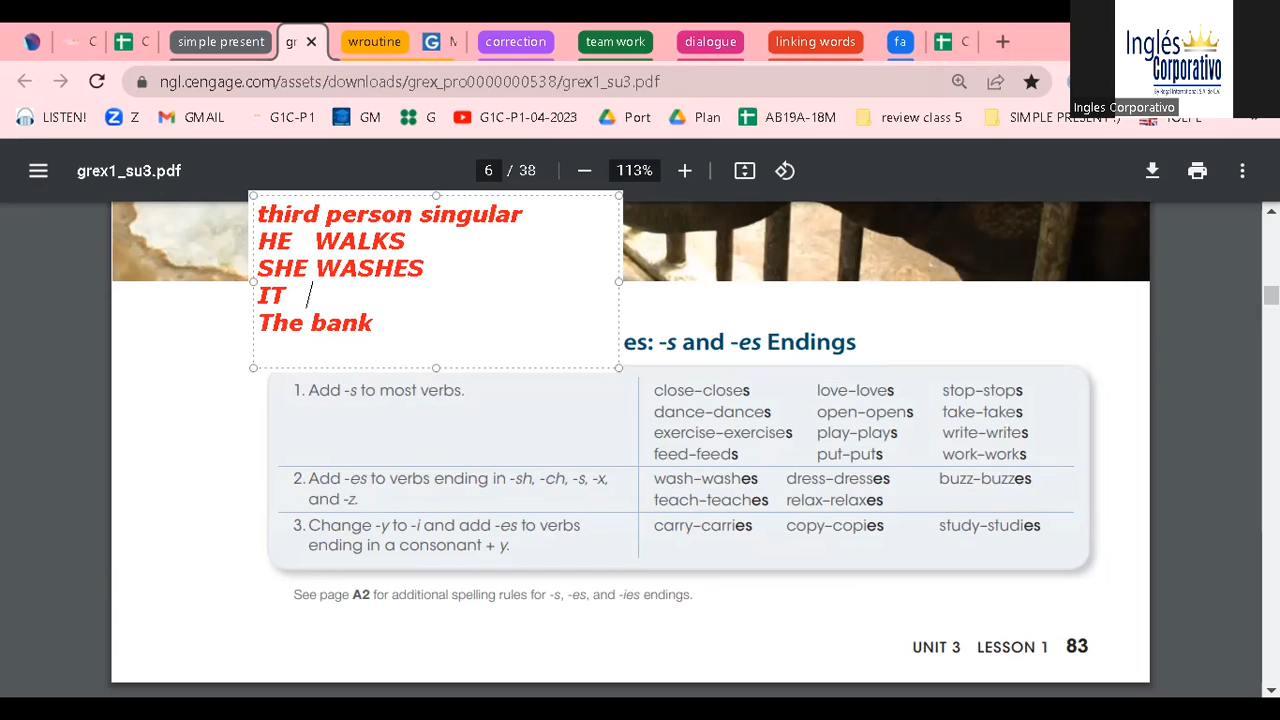 C
C
simple present
gr
wroutine
M
correction
team work
dialogue
linking words
fa
C
Inglés
Corporativo
By Regal International S.A. de C.V.
ngl.cengage.com/assets/downloads/grex_pro0000000538/grex1_su3.pdf
Ingles Corporativo
LISTEN!
Z
GMAIL
G1C-P1
GM
G
G1C-P1-04-2023
Port
Plan
AB19A-18M
review class 5
grex1_su3.pdf
6 / 38
113%
third person singular
HE WALKS
SHE WASHES
IT
The bank
es: -s and -es Endings
1. Add -s to most verbs.
close–closes love–loves stop–stops
dance–dances open–opens take–takes
exercise–exercises play–plays write–writes
feed–feeds put–puts work–works
2. Add -es to verbs ending in -sh, -ch, -s, -x,
and -z.
wash–washes dress–dresses buzz–buzzes
teach–teaches relax–relaxes
3. Change -y to -i and add -es to verbs
ending in a consonant + y.
carry–carries copy–copies study–studies
See page A2 for additional spelling rules for -s, -es, and -ies endings.
UNIT 3 LESSON 1 83